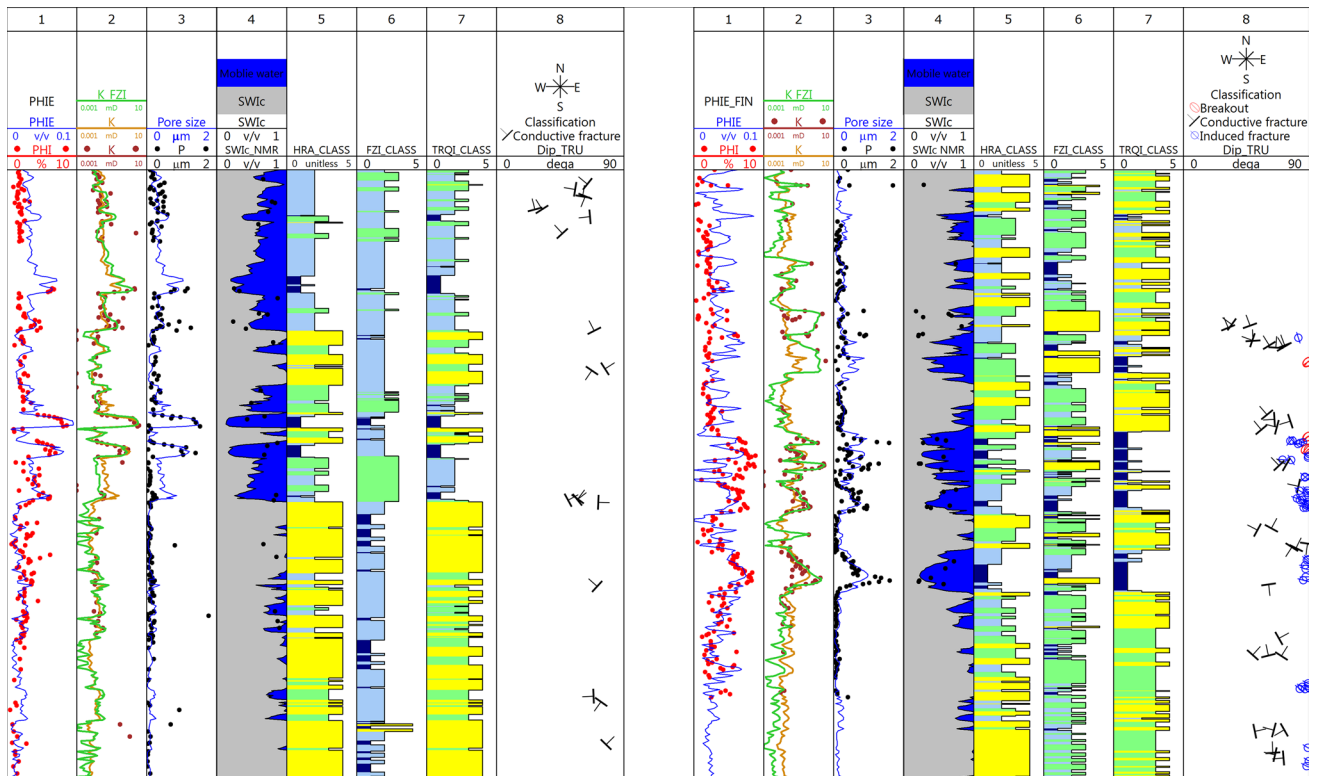 1 2 3 4 5 6 7 8
Mobile water
N
W E
S
K_FZI
0.001 mD 10
PHIE
SWIc
Classification
PHIE
K
Pore size
SWIc
Conductive fracture
0 v/v 0.1
0.001 mD 10
0 μm 2
0 v/v 1
PHI
K
P
SWIc_NMR
HRA_CLASS
FZI_CLASS
TRQI_CLASS
Dip_TRU
0 % 10
0.001 mD 10
0 μm 2
0 v/v 1
0 unitless 5
0 5
0 5
0 dega 90
1 2 3 4 5 6 7 8
N
W E
S
Mobile water
K_FZI
0.001 mD 10
PHIE_FIN
SWIc
Classification
Breakout
PHIE
K
Pore size
SWIc
Conductive fracture
0 v/v 0.1
0.001 mD 10
0 μm 2
0 v/v 1
Induced fracture
PHI
K
P
SWIc NMR
HRA_CLASS
FZI_CLASS
TRQI_CLASS
Dip_TRU
0 % 10
0.001 mD 10
0 μm 2
0 v/v 1
0 unitless 5
0 5
0 5
0 dega 90